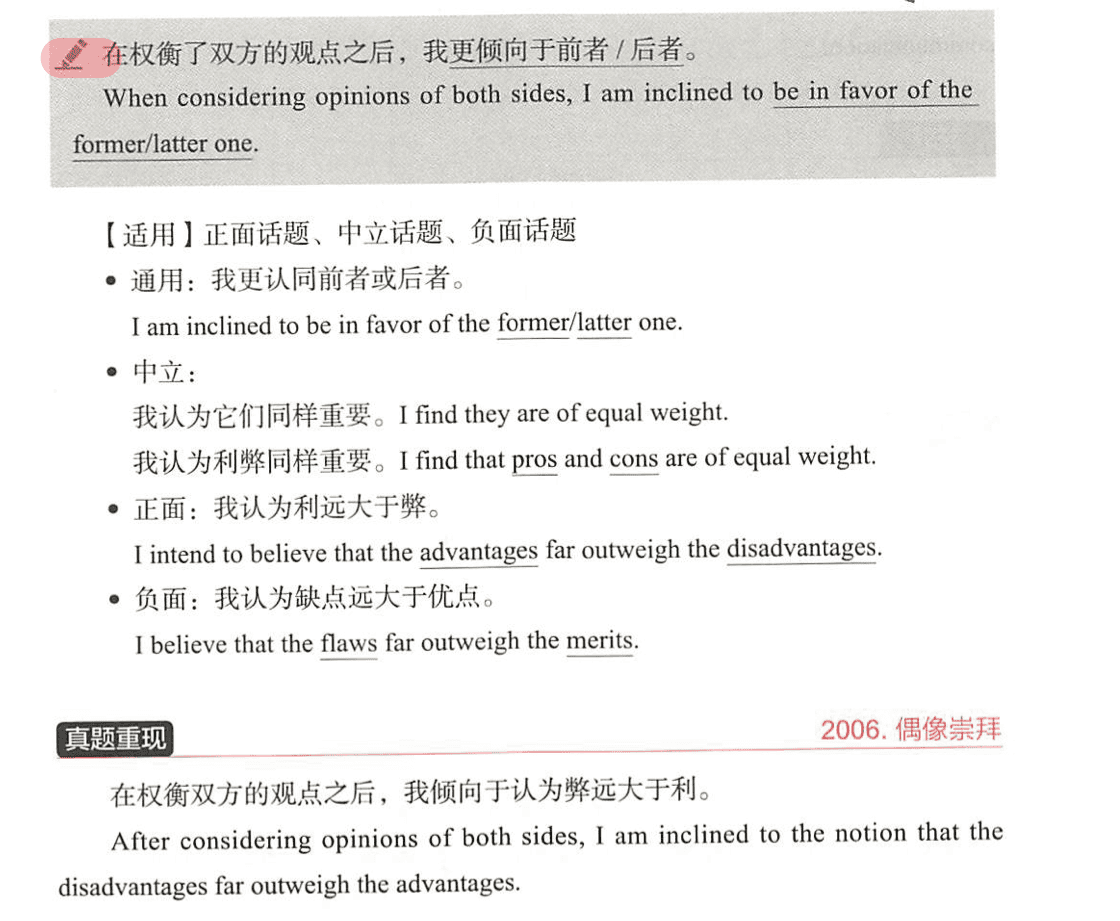 在权衡了双方的观点之后，我更倾向于前者 / 后者。
When considering opinions of both sides, I am inclined to be in favor of the
former/latter one.
【适用】正面话题、中立话题、负面话题
● 通用：我更认同前者或后者。
I am inclined to be in favor of the former/latter one.
● 中立：
我认为它们同样重要。I find they are of equal weight.
我认为利弊同样重要。I find that pros and cons are of equal weight.
● 正面：我认为利远大于弊。
I intend to believe that the advantages far outweigh the disadvantages.
● 负面：我认为缺点远大于优点。
I believe that the flaws far outweigh the merits.
真题重现 2006. 偶像崇拜
在权衡双方的观点之后，我倾向于认为弊远大于利。
After considering opinions of both sides, I am inclined to the notion that the
disadvantages far outweigh the advantages.